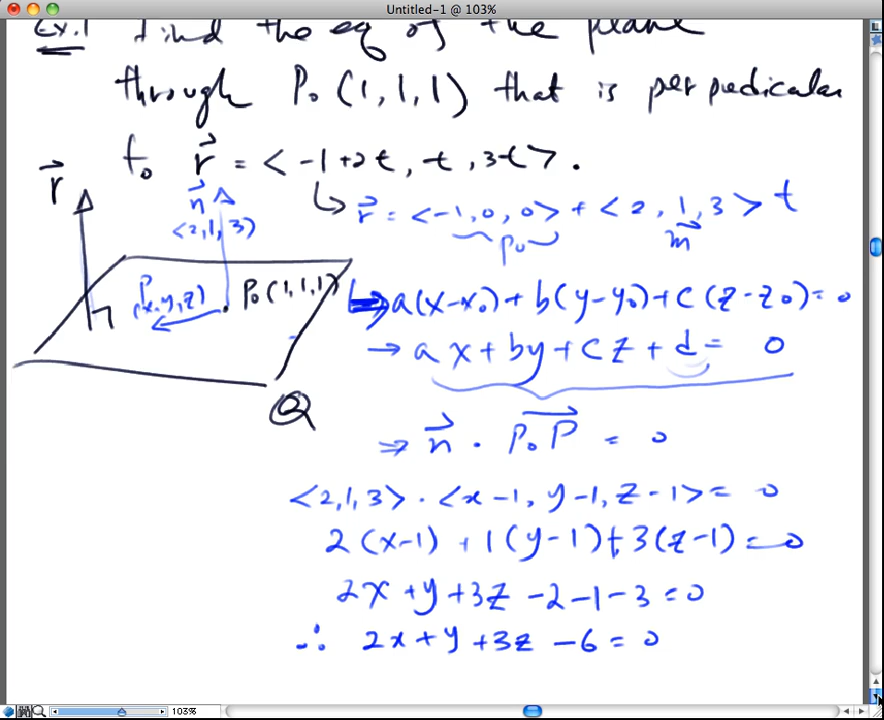 Untitled-1 @ 103%
Ex.1 Find the eq of the plane
through P₀(1,1,1) that is perpedicular
to r⃗ = < -1+2t, t, 3t>.
r⃗
n⃗
<2,1,3>
↳ r⃗ = <-1,0,0> + <2,1,3> t
P₀
m⃗
P(x,y,z)
P₀(1,1,1)
↳ a(x-x₀)+b(y-y₀)+c(z-z₀)=0
→ ax+by+cz+d=0
Q
⇒ n⃗ · P₀P⃗ = 0
<2,1,3> · <x-1, y-1, z-1> = 0
2(x-1)+1(y-1)+3(z-1)=0
2x+y+3z-2-1-3=0
∴ 2x+y+3z-6=0
103%